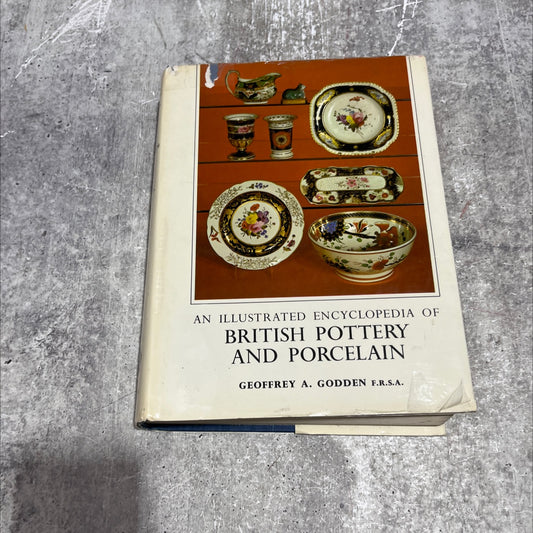 AN ILLUSTRATED ENCYCLOPEDIA OF
BRITISH POTTERY
AND PORCELAIN
GEOFFREY A. GODDEN F.R.S.A.